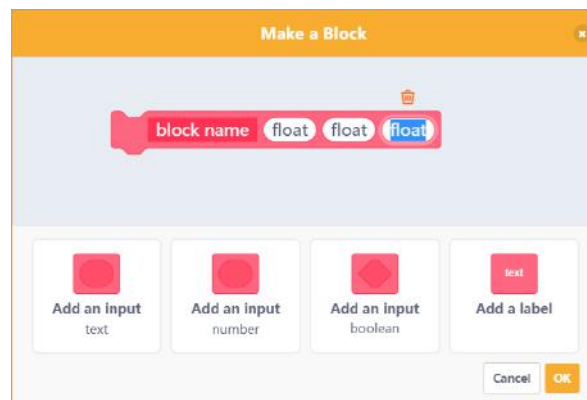 Make a Block
block name float float float
text
Add an input
text
Add an input
number
Add an input
boolean
Add a label
Cancel OK